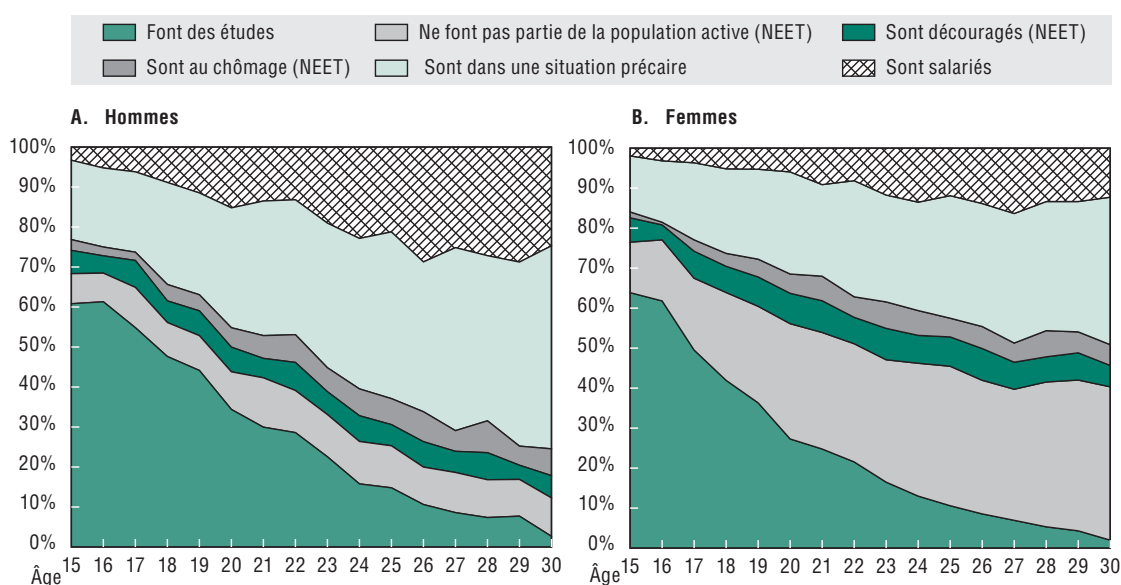 Font des études Ne font pas partie de la population active (NEET) Sont découragés (NEET)
Sont au chômage (NEET) Sont dans une situation précaire Sont salariés
A. Hommes
100%
90%
80%
70%
60%
50%
40%
30%
20%
10%
0%
15 16 17 18 19 20 21 22 23 24 25 26 27 28 29 30
Âge
B. Femmes
100%
90%
80%
70%
60%
50%
40%
30%
20%
10%
0%
15 16 17 18 19 20 21 22 23 24 25 26 27 28 29 30
Âge